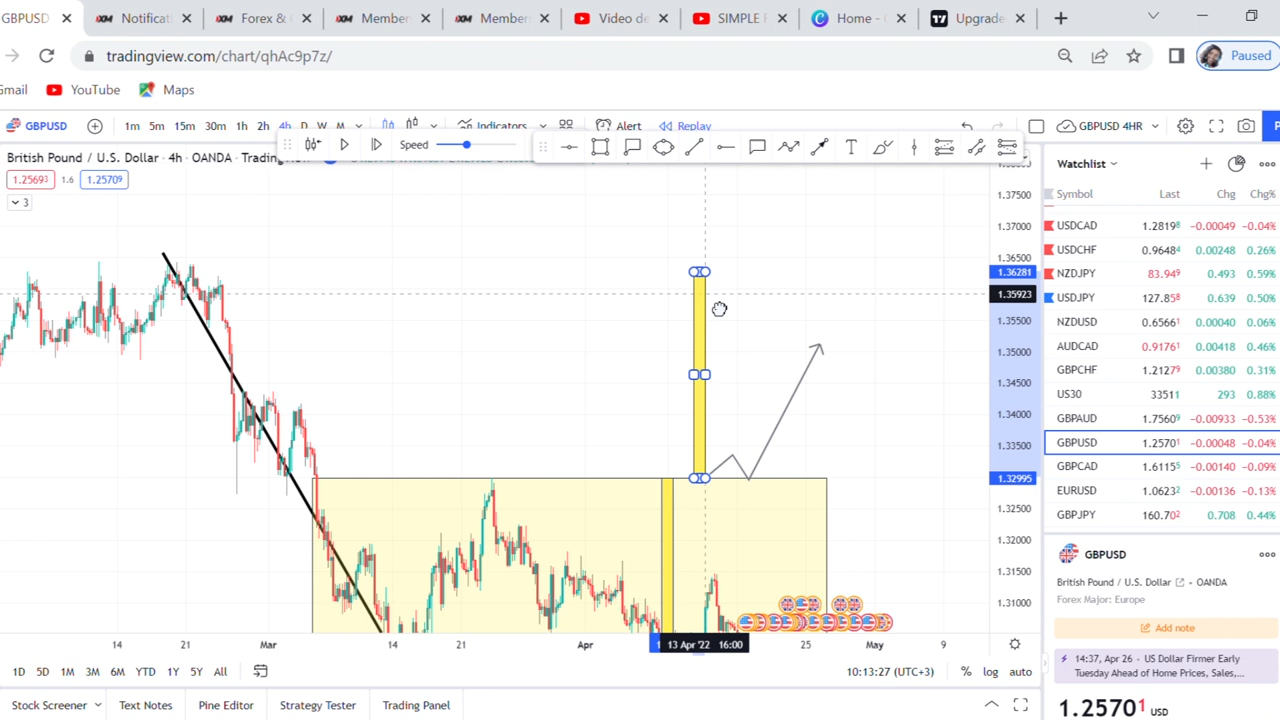 GBPUSD Notificat Forex & Member Member Video de SIMPLE F Home - Upgrade
tradingview.com/chart/qhAc9p7z/ Paused
Gmail YouTube Maps
GBPUSD 1m 5m 15m 30m 1h 2h 4h D W M Indicators Alert Replay GBPUSD 4HR
Speed
British Pound / U.S. Dollar · 4h · OANDA · Trading
1.25693 1.6 1.25709
3
1.37500
1.37000
1.36500
1.36281
1.35923
1.35500
1.35000
1.34500
1.34000
1.33500
1.32995
1.32500
1.32000
1.31500
1.31000
14 21 Mar 14 21 Apr 13 Apr '22 16:00 25 May 9
1D 5D 1M 3M 6M YTD 1Y 5Y All 10:13:27 (UTC+3) % log auto
Stock Screener Text Notes Pine Editor Strategy Tester Trading Panel
Watchlist
Symbol Last Chg Chg%
USDCAD 1.28198 -0.00049 -0.04%
USDCHF 0.96484 0.00248 0.26%
NZDJPY 83.949 0.493 0.59%
USDJPY 127.858 0.639 0.50%
NZDUSD 0.65661 0.00040 0.06%
AUDCAD 0.91761 0.00418 0.46%
GBPCHF 1.21279 0.00380 0.31%
US30 33511 293 0.88%
GBPAUD 1.75609 -0.00933 -0.53%
GBPUSD 1.25701 -0.00048 -0.04%
GBPCAD 1.61155 -0.00140 -0.09%
EURUSD 1.06232 -0.00136 -0.13%
GBPJPY 160.702 0.708 0.44%
GBPUSD
British Pound / U.S. Dollar · OANDA
Forex Major: Europe
Add note
14:37, Apr 26 - US Dollar Firmer Early
Tuesday Ahead of Home Prices, Sales,...
1.25701 USD